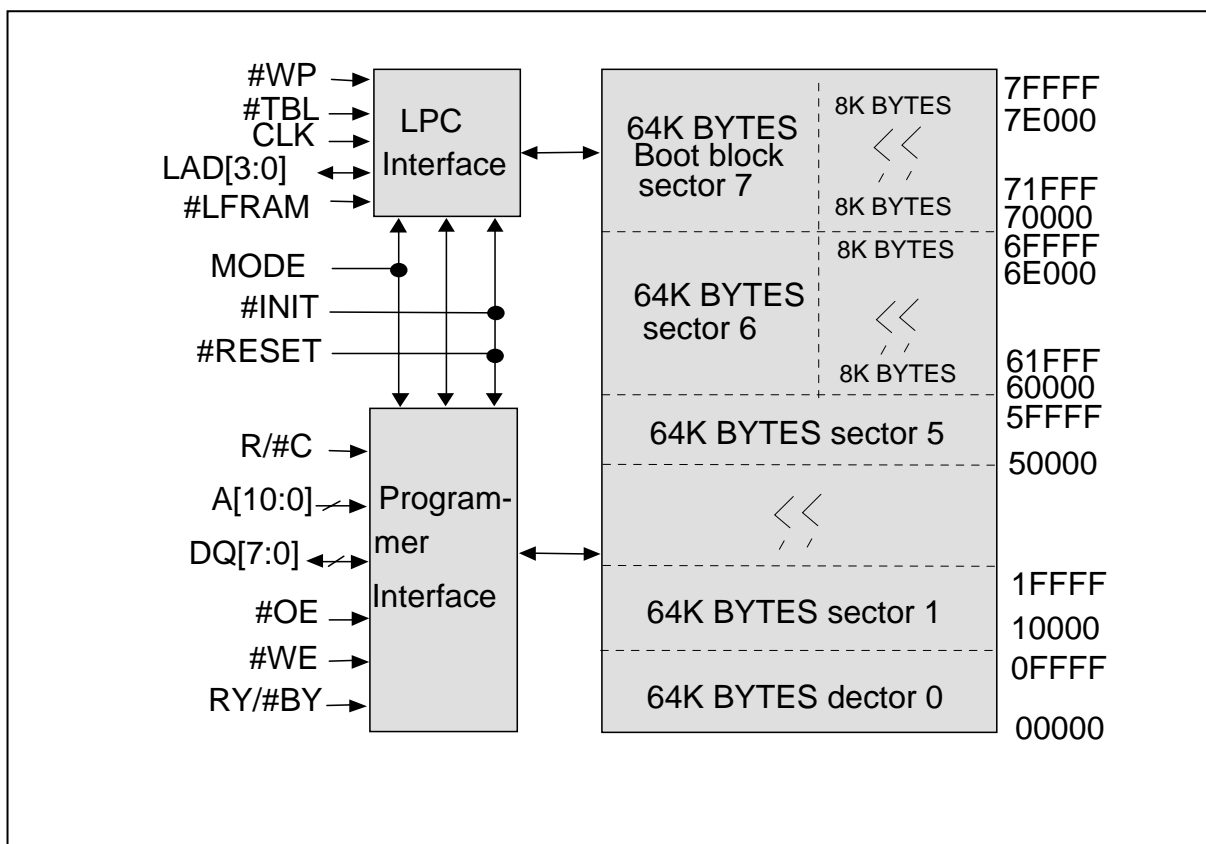 #WP
#TBL
CLK
LAD[3:0]
#LFRAM
MODE
#INIT
#RESET
R/#C
A[10:0]
DQ[7:0]
#OE
#WE
RY/#BY
LPC
Interface
Program-
mer
Interface
64K BYTES
Boot block
sector 7
8K BYTES
8K BYTES
64K BYTES
sector 6
8K BYTES
8K BYTES
64K BYTES sector 5
64K BYTES sector 1
64K BYTES dector 0
7FFFF
7E000
71FFF
70000
6FFFF
6E000
61FFF
60000
5FFFF
50000
1FFFF
10000
0FFFF
00000